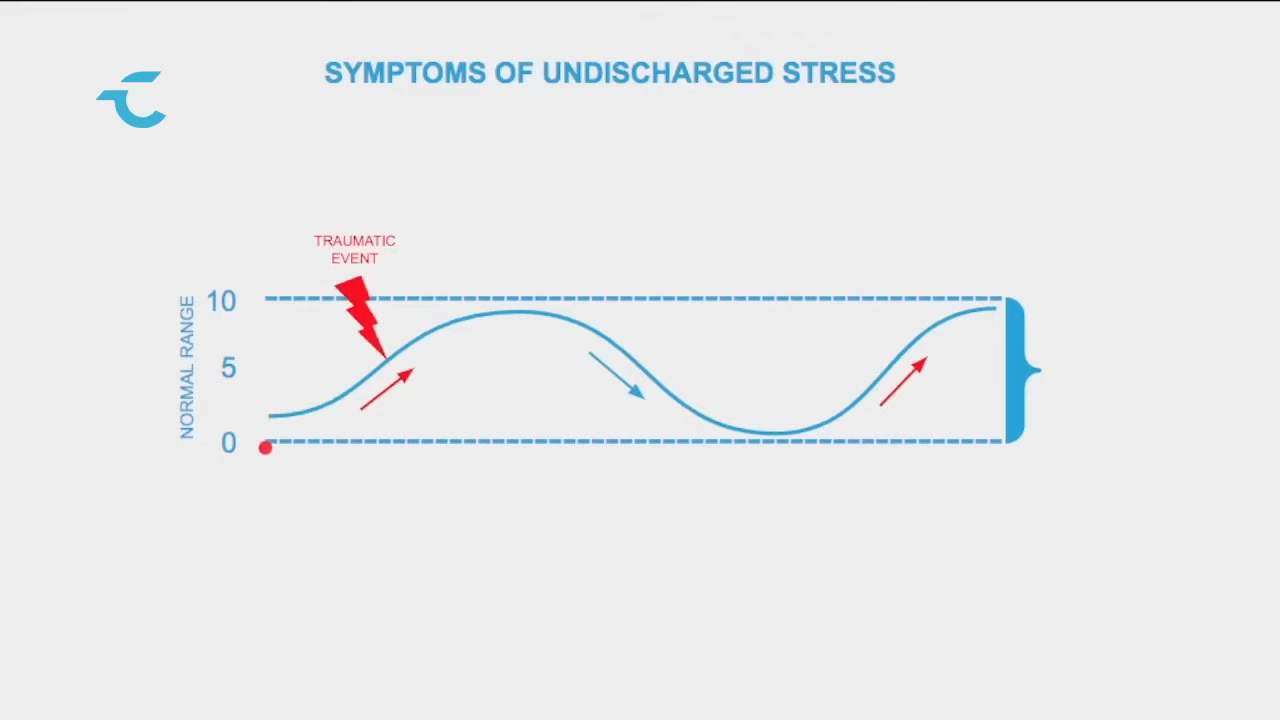 SYMPTOMS OF UNDISCHARGED STRESS
TRAUMATIC
EVENT
NORMAL RANGE
10
5
0